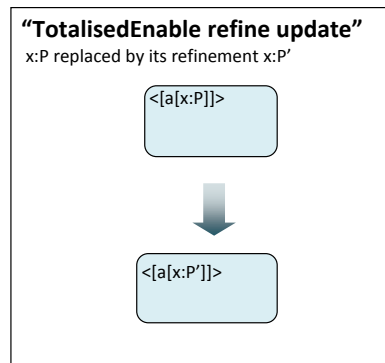 “TotalisedEnable refine update”
x:P replaced by its refinement x:P’
<[a[x:P]]>
<[a[x:P’]]>